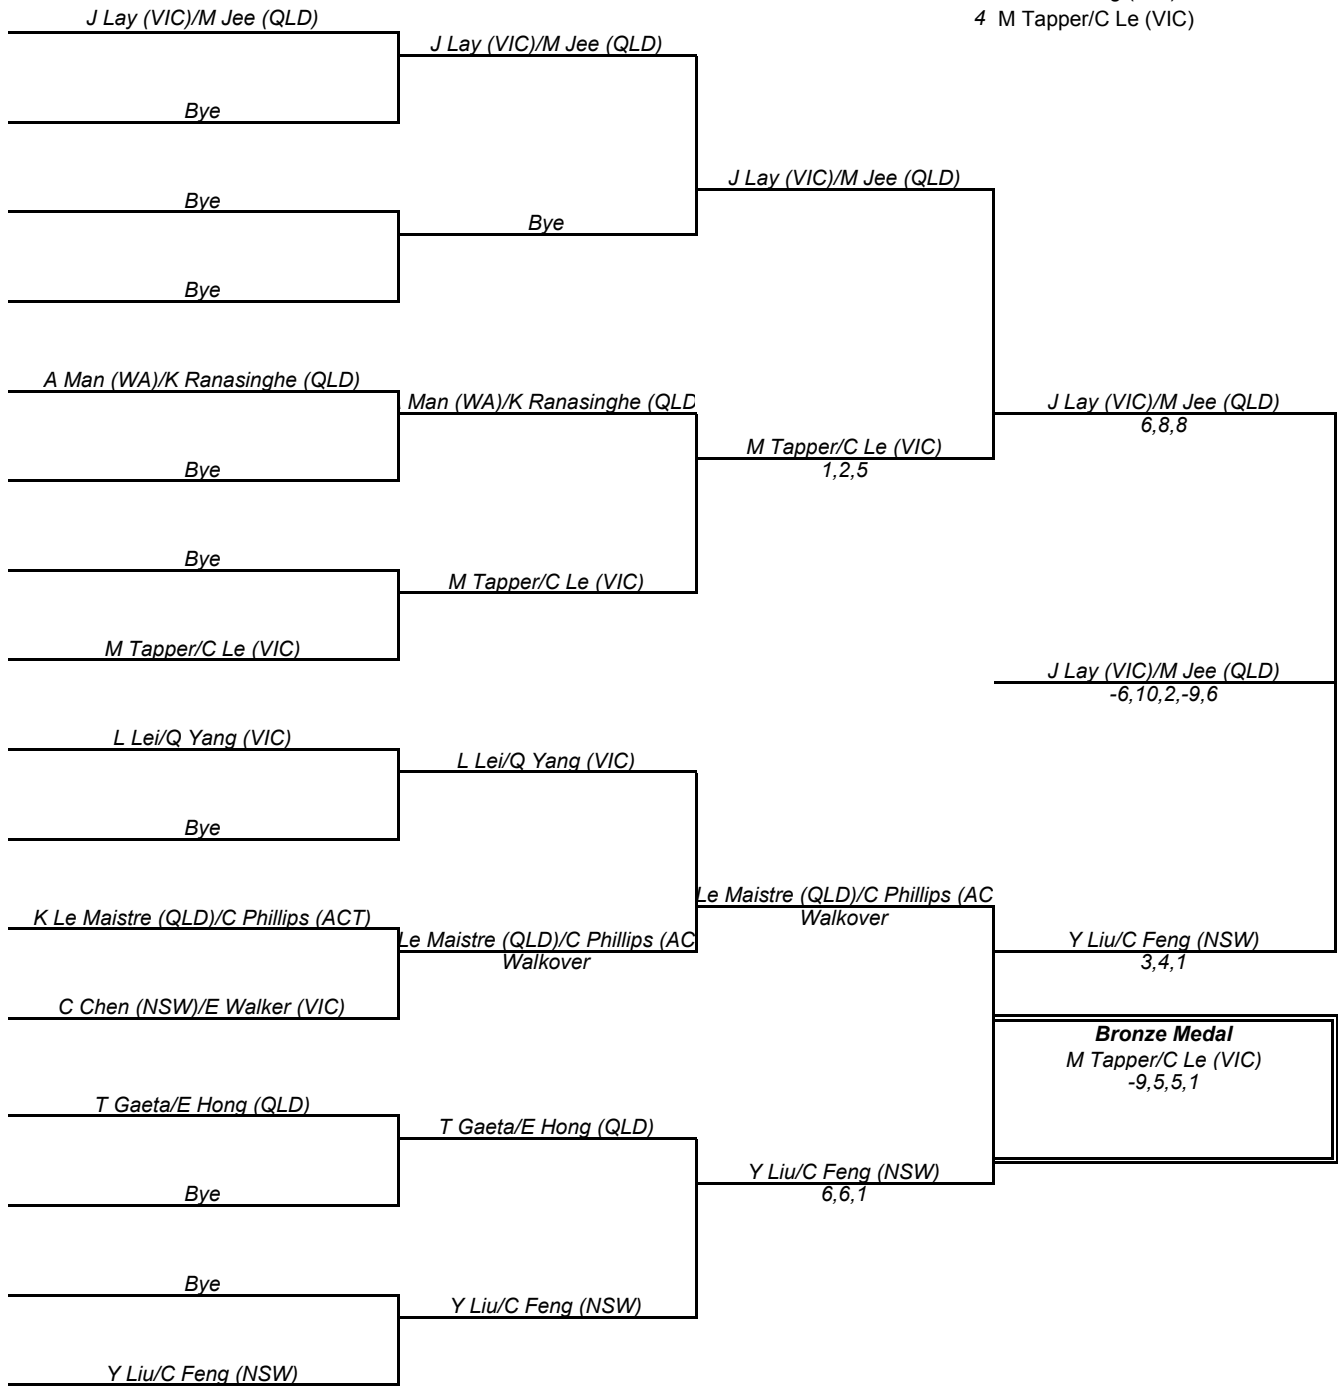 4 M Tapper/C Le (VIC)
J Lay (VIC)/M Jee (QLD)
Bye
Bye
Bye
A Man (WA)/K Ranasinghe (QLD)
Bye
Bye
M Tapper/C Le (VIC)
L Lei/Q Yang (VIC)
Bye
K Le Maistre (QLD)/C Phillips (ACT)
C Chen (NSW)/E Walker (VIC)
T Gaeta/E Hong (QLD)
Bye
Bye
Y Liu/C Feng (NSW)
J Lay (VIC)/M Jee (QLD)
Bye
Man (WA)/K Ranasinghe (QLD
M Tapper/C Le (VIC)
L Lei/Q Yang (VIC)
Le Maistre (QLD)/C Phillips (AC
Walkover
T Gaeta/E Hong (QLD)
Y Liu/C Feng (NSW)
J Lay (VIC)/M Jee (QLD)
M Tapper/C Le (VIC)
1,2,5
Le Maistre (QLD)/C Phillips (AC
Walkover
Y Liu/C Feng (NSW)
6,6,1
J Lay (VIC)/M Jee (QLD)
6,8,8
J Lay (VIC)/M Jee (QLD)
-6,10,2,-9,6
Y Liu/C Feng (NSW)
3,4,1
Bronze Medal
M Tapper/C Le (VIC)
-9,5,5,1